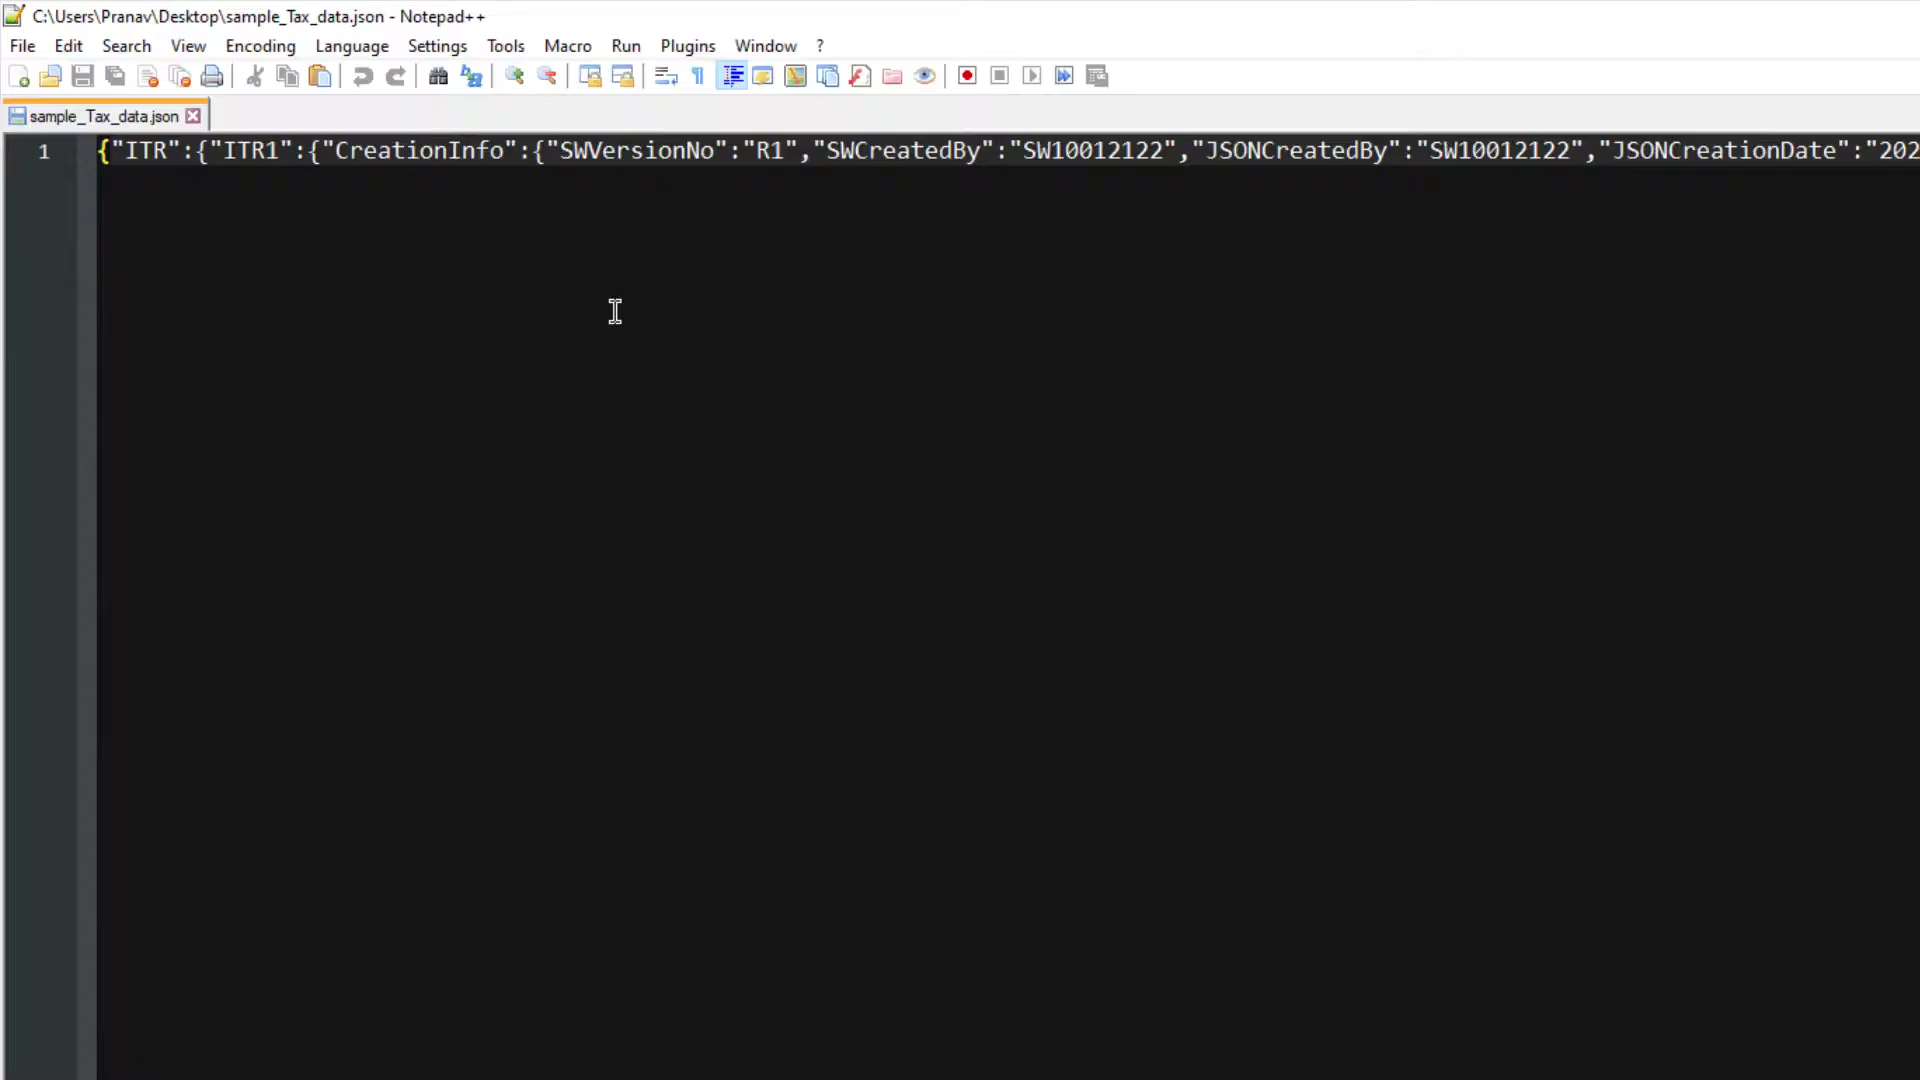 C:\Users\Pranav\Desktop\sample_Tax_data.json - Notepad++
File Edit Search View Encoding Language Settings Tools Macro Run Plugins Window ?
sample_Tax_data.json
1 {"ITR":{"ITR1":{"CreationInfo":{"SWVersionNo":"R1","SWCreatedBy":"SW10012122","JSONCreatedBy":"SW10012122","JSONCreationDate":"202